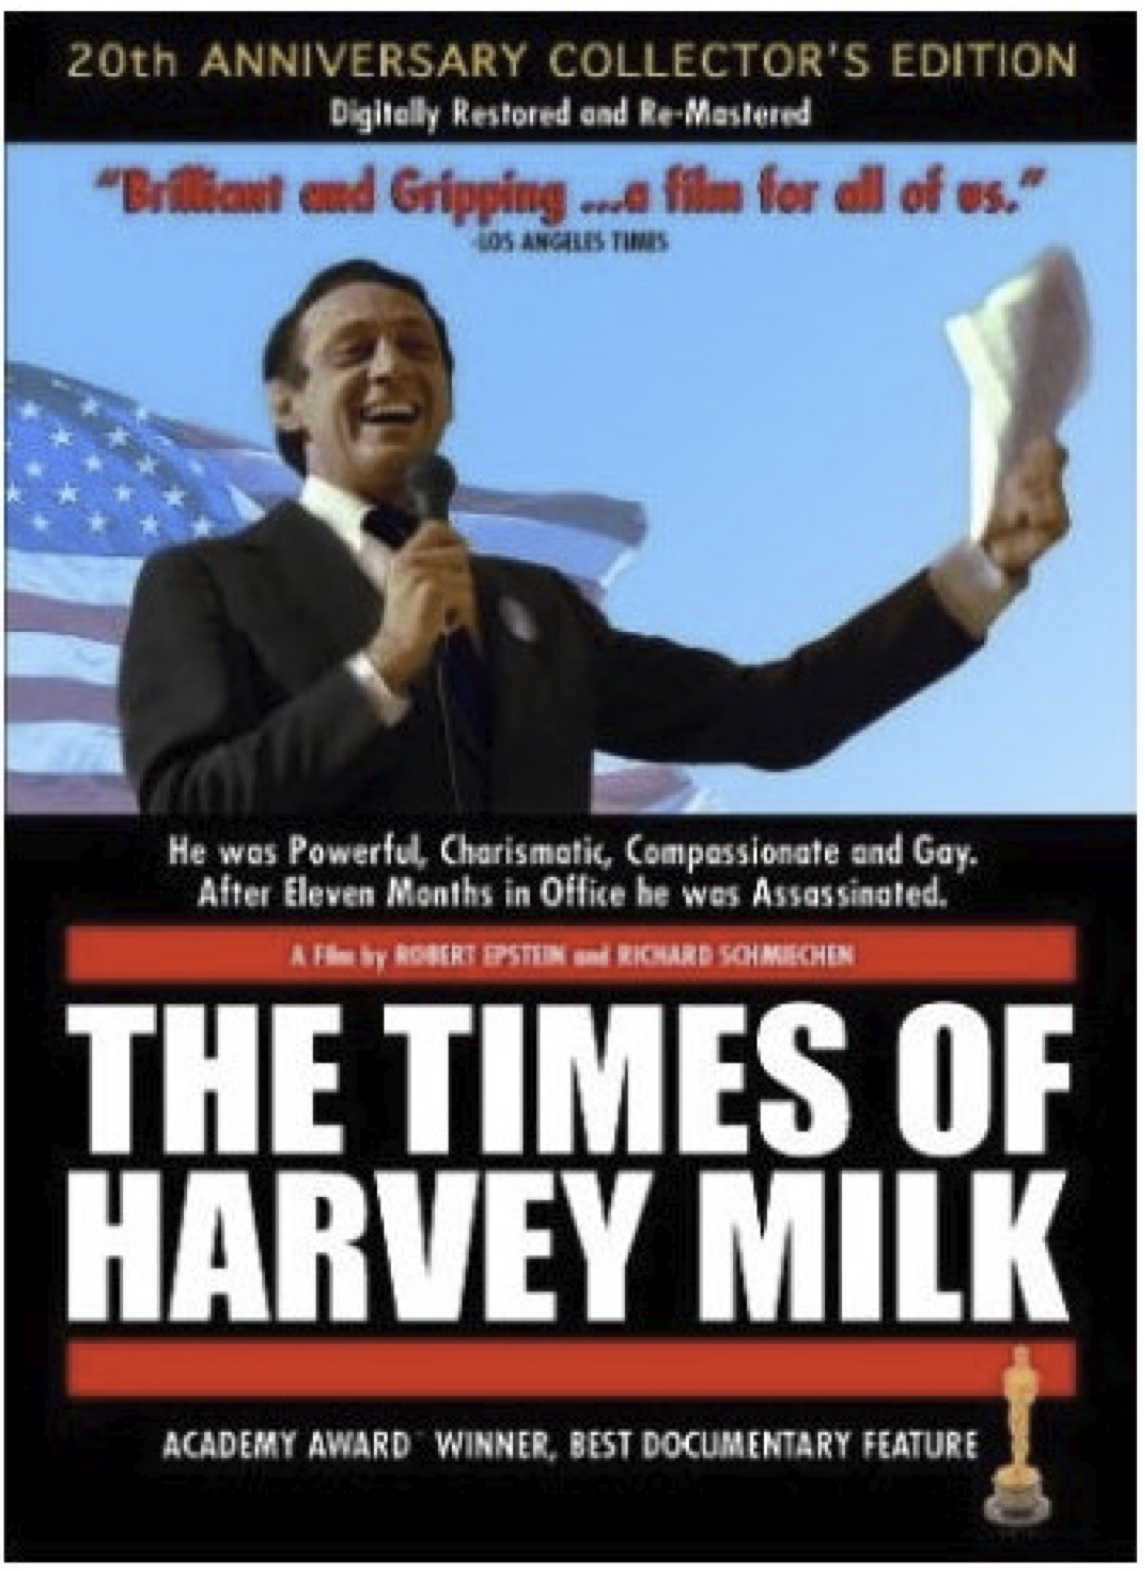 20th ANNIVERSARY COLLECTOR'S EDITION
Digitally Restored and Re-Mastered
"Brilliant and Gripping ...a film for all of us."
-LOS ANGELES TIMES
He was Powerful, Charismatic, Compassionate and Gay.
After Eleven Months in Office he was Assassinated.
A Film by ROBERT EPSTEIN and RICHARD SCHMIECHEN
THE TIMES OF
HARVEY MILK
ACADEMY AWARD WINNER, BEST DOCUMENTARY FEATURE